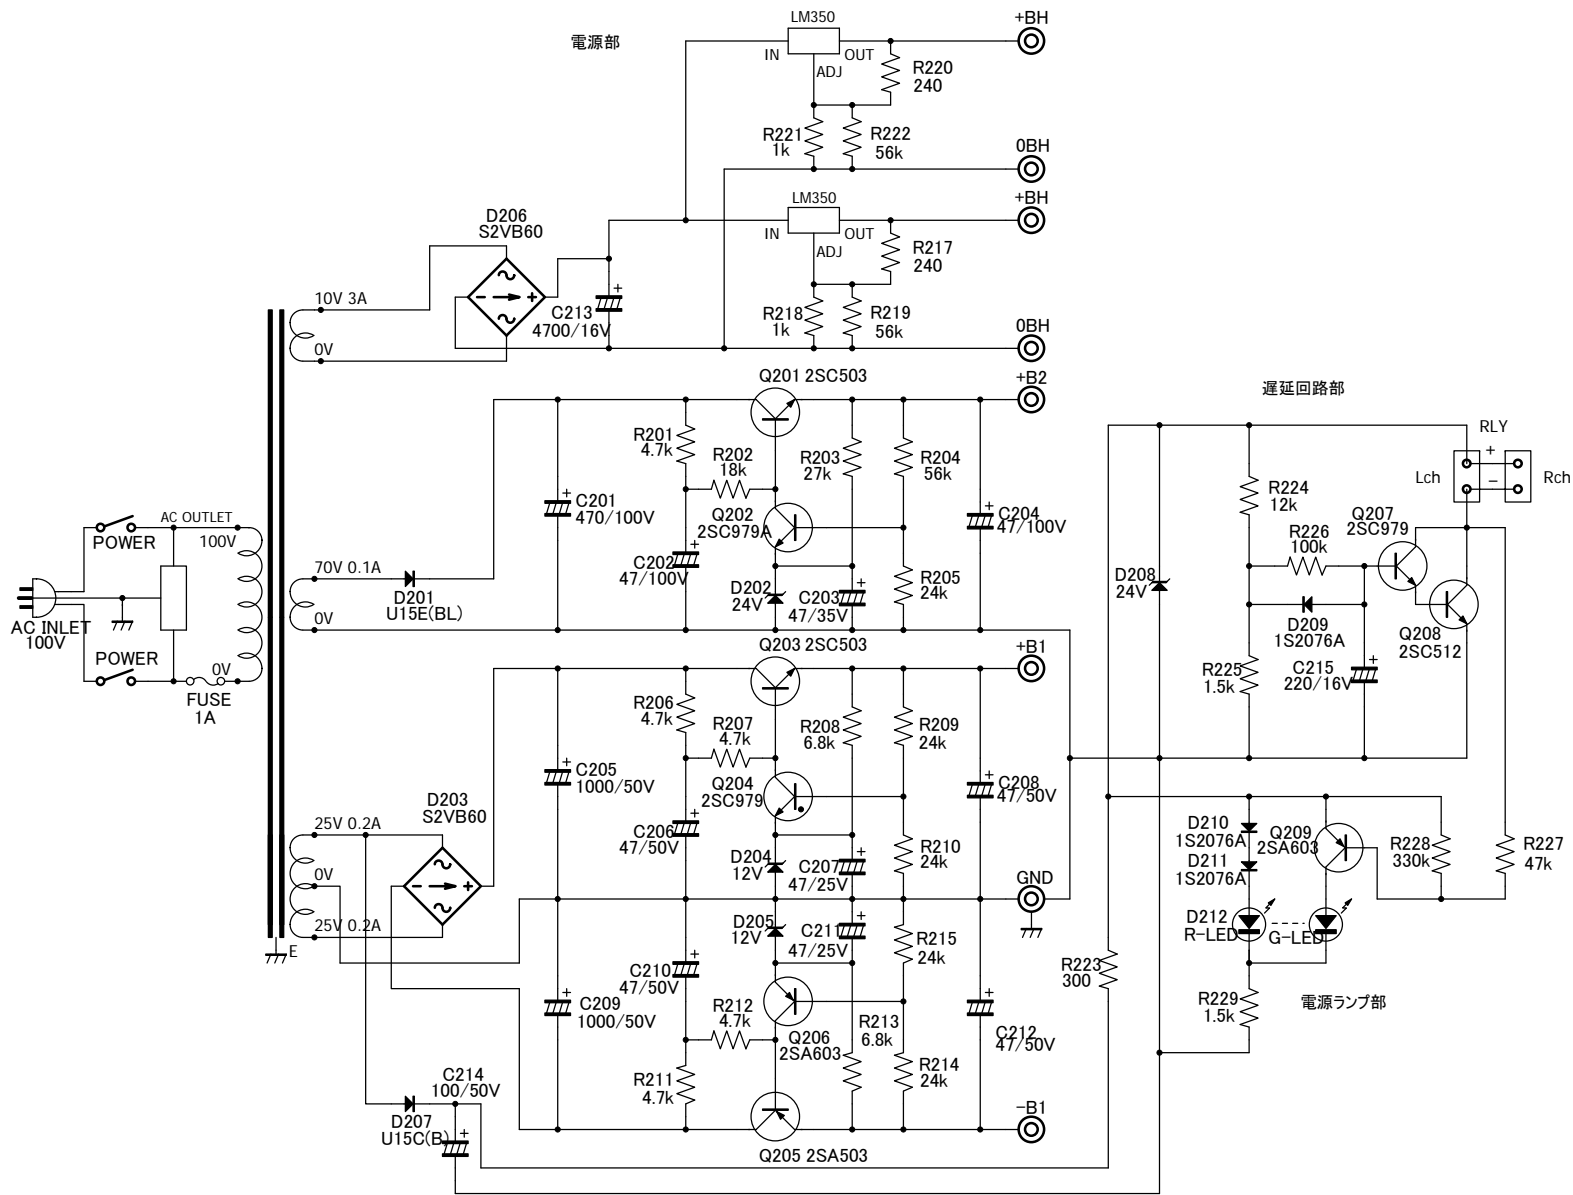 電源部
LM350
IN
OUT
ADJ
+BH
R220
240
R221
1k
R222
56k
0BH
LM350
IN
OUT
ADJ
+BH
R217
240
R218
1k
R219
56k
0BH
D206
S2VB60
10V 3A
0V
C213
4700/16V
+
Q201 2SC503
+B2
R201
4.7k
R202
18k
R203
27k
R204
56k
C201
470/100V
+
Q202
2SC979A
C204
47/100V
+
C202
47/100V
+
D202
24V
C203
47/35V
+
R205
24k
70V 0.1A
D201
U15E(BL)
0V
AC OUTLET
100V
POWER
AC INLET
100V
POWER
0V
FUSE
1A
Q203 2SC503
+B1
R206
4.7k
R207
4.7k
R208
6.8k
R209
24k
C205
1000/50V
+
Q204
2SC979
C208
47/50V
+
C206
47/50V
+
D204
12V
C207
47/25V
+
R210
24k
D203
S2VB60
25V 0.2A
0V
25V 0.2A
E
GND
D205
12V
C211
47/25V
+
R215
24k
C210
47/50V
+
C209
1000/50V
+
R212
4.7k
Q206
2SA603
R213
6.8k
C212
47/50V
+
R211
4.7k
R214
24k
-B1
Q205 2SA503
C214
100/50V
+
D207
U15C(B)
遅延回路部
RLY
+
-
Lch
Rch
R224
12k
Q207
2SC979
R226
100k
D208
24V
D209
1S2076A
Q208
2SC512
R225
1.5k
C215
220/16V
+
D210
1S2076A
D211
1S2076A
Q209
2SA603
R228
330k
R227
47k
D212
R-LED
G-LED
R223
300
R229
1.5k
電源ランプ部